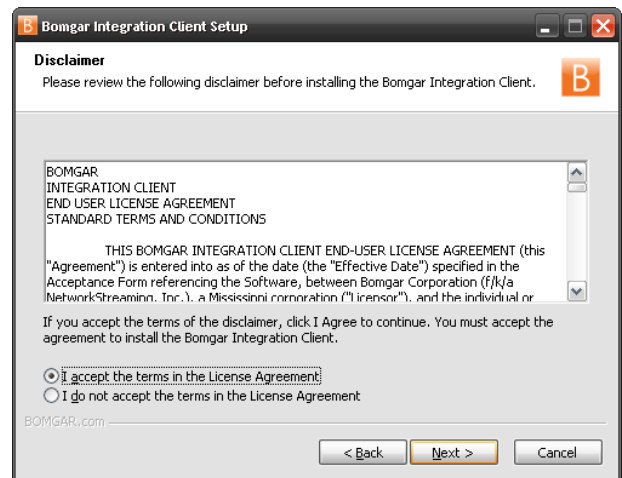 B Bomgar Integration Client Setup
Disclaimer
Please review the following disclaimer before installing the Bomgar Integration Client.
B
BOMGAR
INTEGRATION CLIENT
END USER LICENSE AGREEMENT
STANDARD TERMS AND CONDITIONS
THIS BOMGAR INTEGRATION CLIENT END-USER LICENSE AGREEMENT (this
"Agreement") is entered into as of the date (the "Effective Date") specified in the
Acceptance Form referencing the Software, between Bomgar Corporation (f/k/a
NetworkStreaming, Inc.), a Mississippi corporation ("Licensor"), and the individual or
If you accept the terms of the disclaimer, click I Agree to continue. You must accept the
agreement to install the Bomgar Integration Client.
I accept the terms in the License Agreement
I do not accept the terms in the License Agreement
BOMGAR.com
< Back Next > Cancel